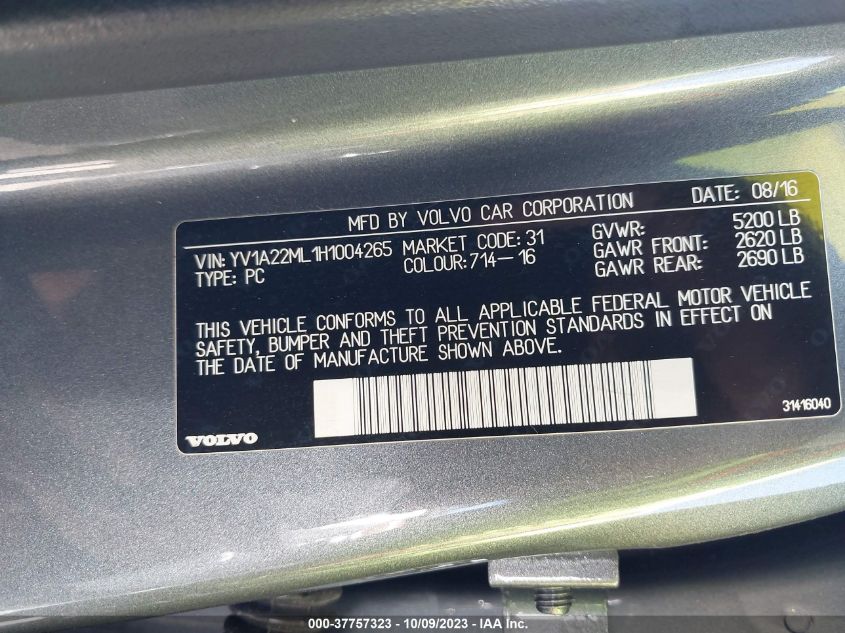 MFD BY VOLVO CAR CORPORATION DATE: 08/16
VIN: YV1A22ML1H1004265 MARKET CODE: 31 GVWR: 5200 LB
TYPE: PC COLOUR: 714-16 GAWR FRONT: 2620 LB
GAWR REAR: 2690 LB
THIS VEHICLE CONFORMS TO ALL APPLICABLE FEDERAL MOTOR VEHICLE
SAFETY, BUMPER AND THEFT PREVENTION STANDARDS IN EFFECT ON
THE DATE OF MANUFACTURE SHOWN ABOVE.
31416040
VOLVO
000-37757323 - 10/09/2023 - IAA Inc.